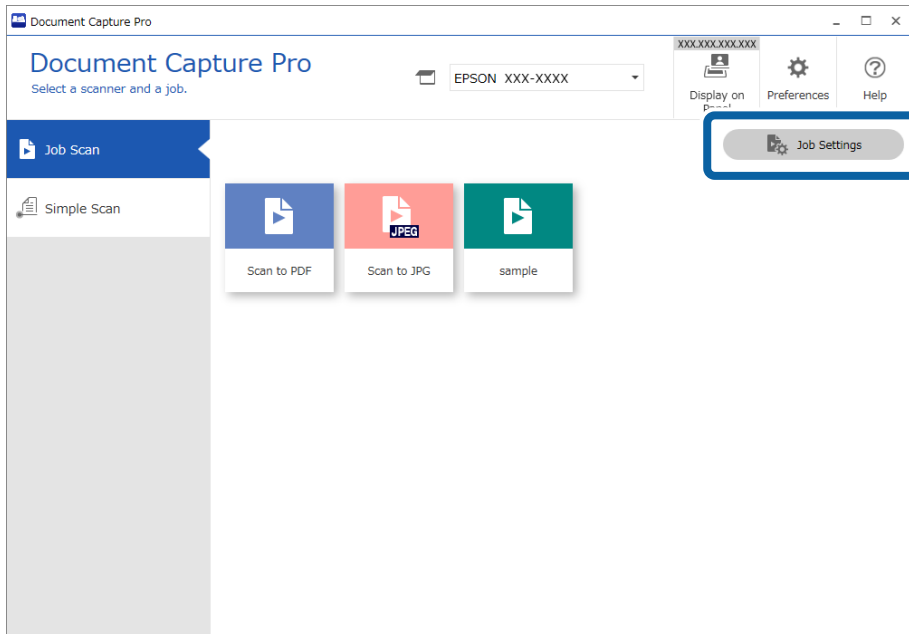 Document Capture Pro
Document Capture Pro
Select a scanner and a job.
EPSON XXX-XXXX
XXX.XXX.XXX.XXX
Display on
Panel
Preferences
Help
Job Scan
Job Settings
Simple Scan
JPEG
Scan to PDF
Scan to JPG
sample